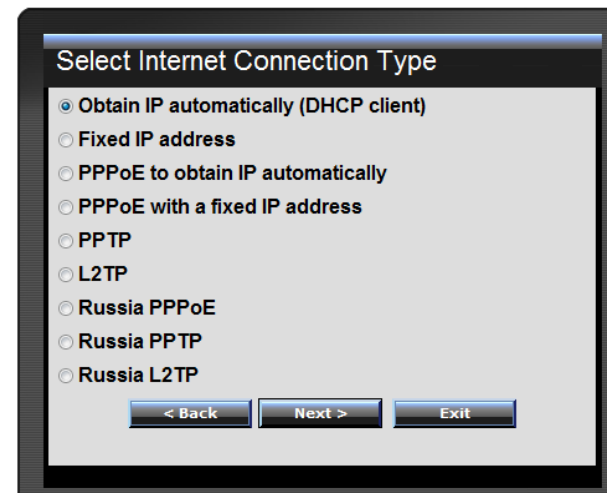 Select Internet Connection Type
Obtain IP automatically (DHCP client)
Fixed IP address
PPPoE to obtain IP automatically
PPPoE with a fixed IP address
PPTP
L2TP
Russia PPPoE
Russia PPTP
Russia L2TP
< Back Next > Exit